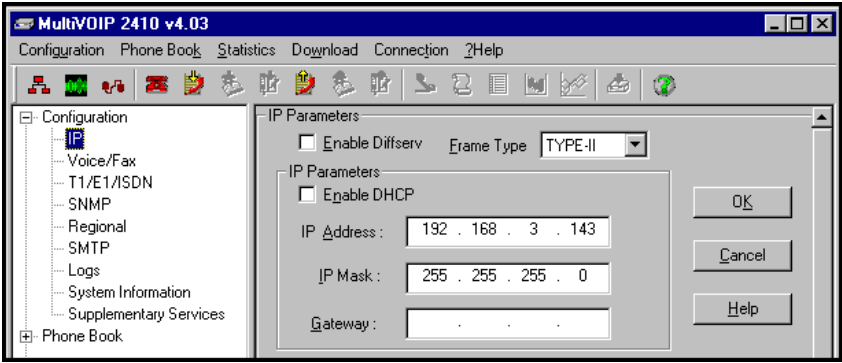 MultiVOIP 2410 v4.03
Configuration Phone Book Statistics Download Connection ?Help
Configuration
IP
Voice/Fax
T1/E1/ISDN
SNMP
Regional
SMTP
Logs
System Information
Supplementary Services
Phone Book
IP Parameters
Enable Diffserv Frame Type TYPE-II
IP Parameters
Enable DHCP
IP Address : 192 . 168 . 3 . 143
IP Mask : 255 . 255 . 255 . 0
Gateway : . . .
OK
Cancel
Help